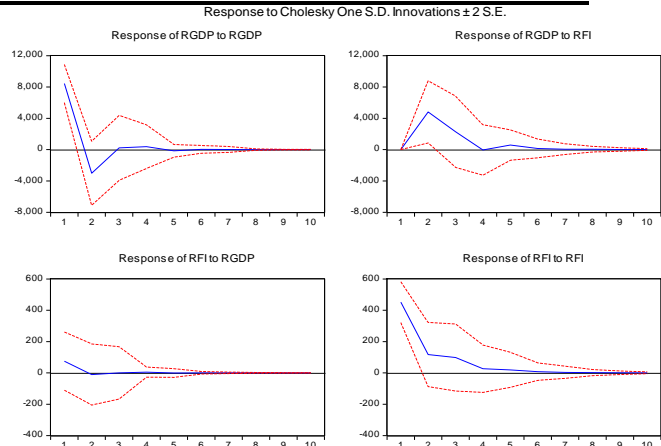 Response to Cholesky One S.D. Innovations ± 2 S.E.
Response of RGDP to RGDP
12,000
8,000
4,000
0
-4,000
-8,000
1 2 3 4 5 6 7 8 9 10
Response of RGDP to RFI
12,000
8,000
4,000
0
-4,000
-8,000
1 2 3 4 5 6 7 8 9 10
Response of RFI to RGDP
600
400
200
0
-200
-400
1 2 3 4 5 6 7 8 9 10
Response of RFI to RFI
600
400
200
0
-200
-400
1 2 3 4 5 6 7 8 9 10